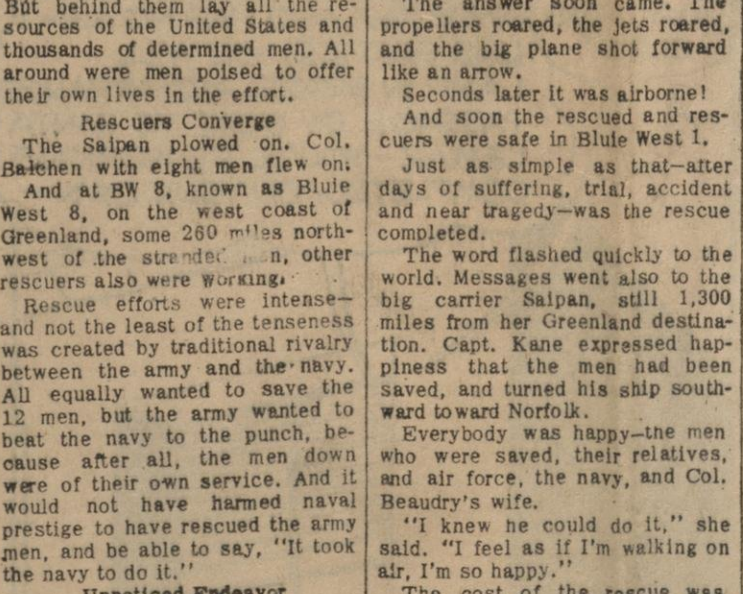 But behind them lay all the re-
sources of the United States and
thousands of determined men. All
around were men poised to offer
their own lives in the effort.
Rescuers Converge
The Saipan plowed on. Col.
Balchen with eight men flew on.
And at BW 8, known as Bluie
West 8, on the west coast of
Greenland, some 260 miles north-
west of the stranded other
rescuers also were working.
Rescue efforts were intense—
and not the least of the tenseness
was created by traditional rivalry
between the army and the navy.
All equally wanted to save the
12 men, but the army wanted to
beat the navy to the punch, be-
cause after all, the men down
were of their own service. And it
would not have harmed naval
prestige to have rescued the army
men, and be able to say, "It took
the navy to do it."
The answer soon came. The
propellers roared, the jets roared,
and the big plane shot forward
like an arrow.
Seconds later it was airborne!
And soon the rescued and res-
cuers were safe in Bluie West 1.
Just as simple as that—after
days of suffering, trial, accident
and near tragedy—was the rescue
completed.
The word flashed quickly to the
world. Messages went also to the
big carrier Saipan, still 1,300
miles from her Greenland destina-
tion. Capt. Kane expressed hap-
piness that the men had been
saved, and turned his ship south-
ward toward Norfolk.
Everybody was happy—the men
who were saved, their relatives,
and air force, the navy, and Col.
Beaudry's wife.
"I knew he could do it," she
said. "I feel as if I'm walking on
air, I'm so happy."
The cost of the rescue was